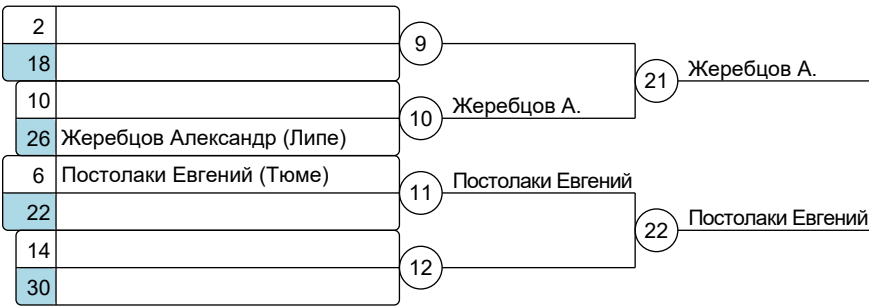 2
9
18
21 Жеребцов А.
10
10 Жеребцов А.
26 Жеребцов Александр (Липе)
6 Постолаки Евгений (Тюме)
11 Постолаки Евгений
22
22 Постолаки Евгений
14
12
30